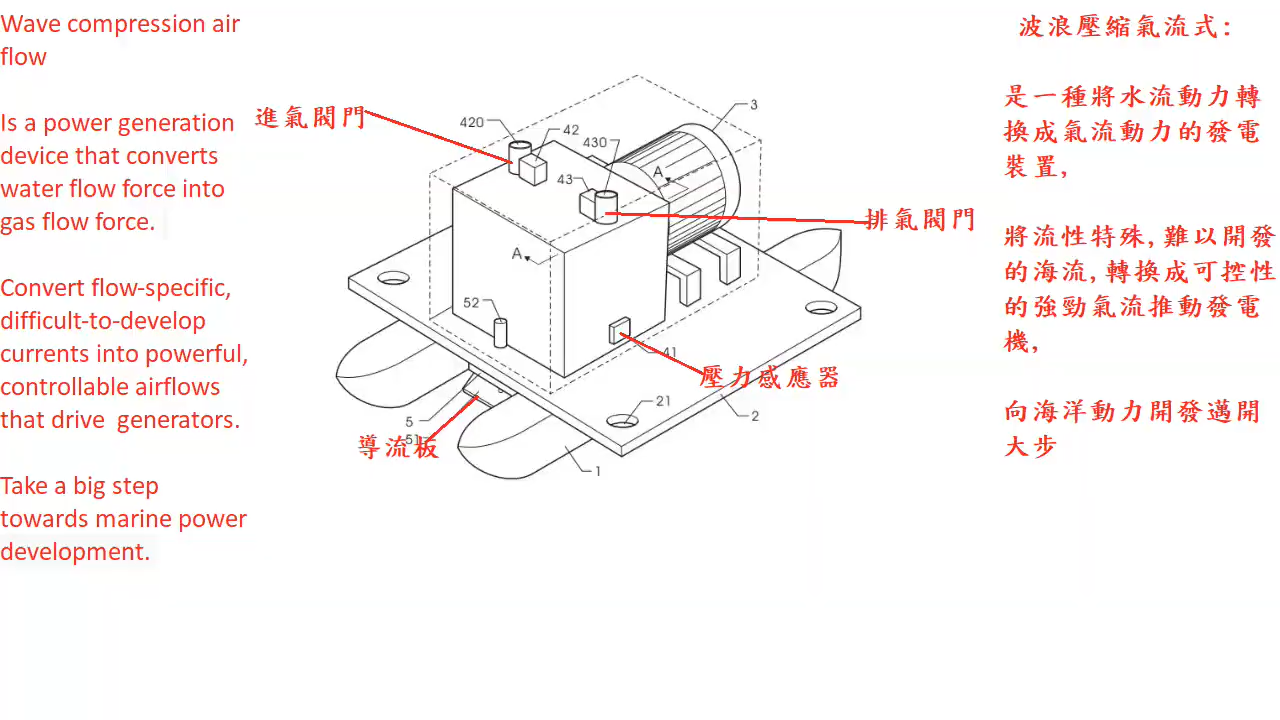 Wave compression air
flow
Is a power generation
device that converts
water flow force into
gas flow force.
Convert flow-specific,
difficult-to-develop
currents into powerful,
controllable airflows
that drive generators.
Take a big step
towards marine power
development.
進氣閥門
420
42
430
43
3
A
A
排氣閥門
52
41
壓力感應器
21
2
5
51
導流板
1
波浪壓縮氣流式:
是一種將水流動力轉
換成氣流動力的發電
裝置,
將流性特殊,難以開發
的海流,轉換成可控性
的強勁氣流推動發電
機,
向海洋動力開發邁開
大步